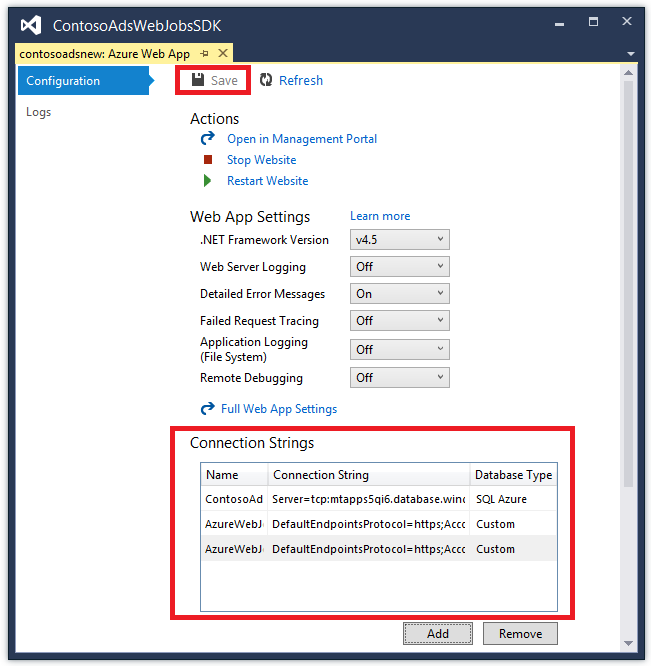 ContosoAdsWebJobsSDK
contosoadsnew: Azure Web App
Configuration
Logs
Save Refresh
Actions
Open in Management Portal
Stop Website
Restart Website
Web App Settings Learn more
.NET Framework Version v4.5
Web Server Logging Off
Detailed Error Messages On
Failed Request Tracing Off
Application Logging
(File System) Off
Remote Debugging Off
Full Web App Settings
Connection Strings
Name Connection String Database Type
ContosoAd Server=tcp:mtapps5qi6.database.wind SQL Azure
AzureWebJ DefaultEndpointsProtocol=https;Acco Custom
AzureWebJ DefaultEndpointsProtocol=https;Acco Custom
Add Remove